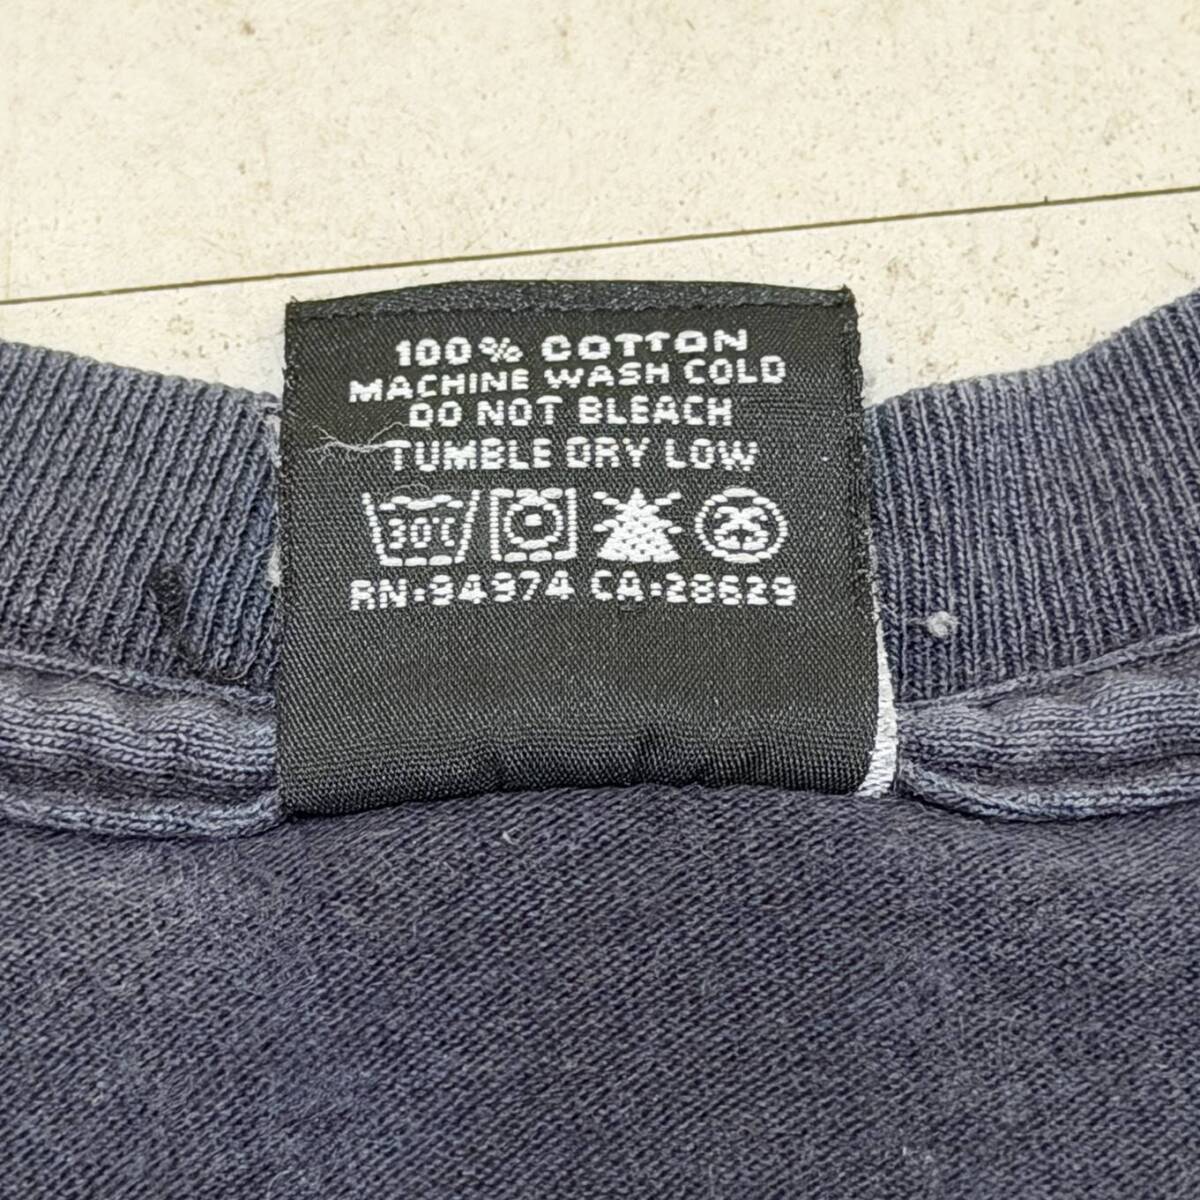 100% COTTON
MACHINE WASH COLD
DO NOT BLEACH
TUMBLE DRY LOW
30°C
RN:94974 CA:28629